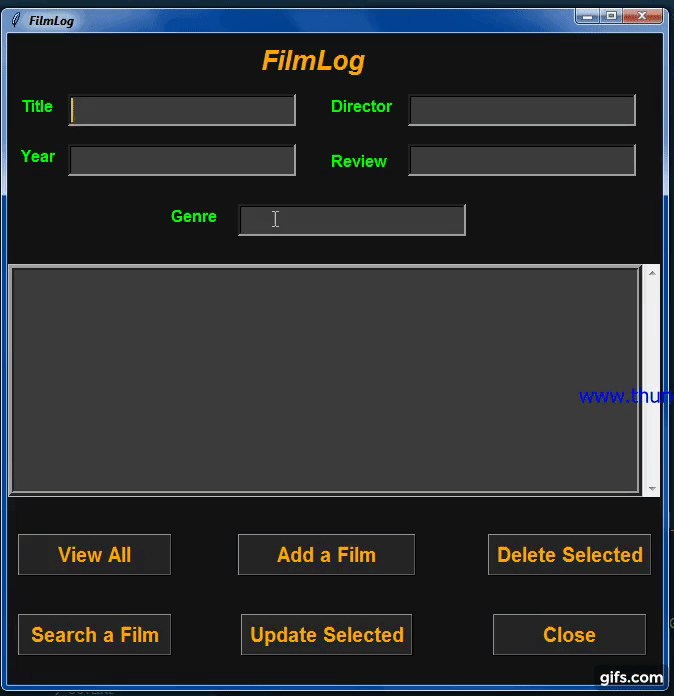 FilmLog
FilmLog
Title
Director
Year
Review
Genre
www.thun
View All
Add a Film
Delete Selected
Search a Film
Update Selected
Close
gifs.com